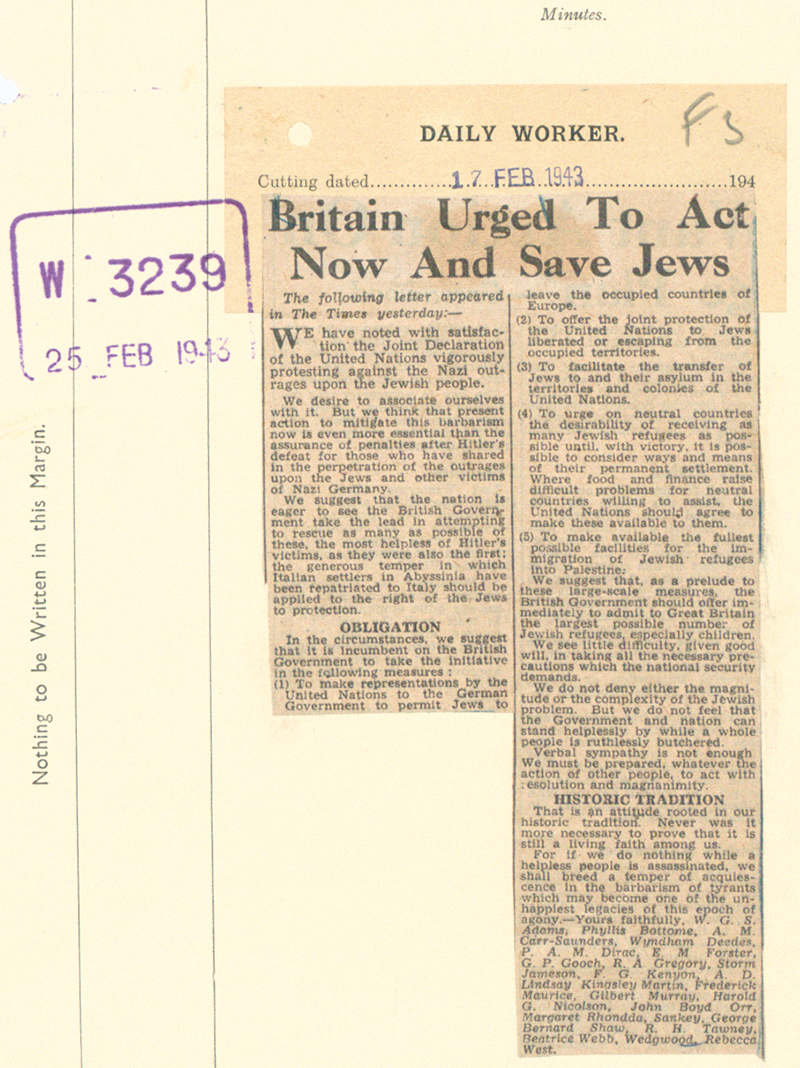 Minutes.
F3
DAILY WORKER.
Cutting dated 17 FEB 1943 194
W 3239
25 FEB 1943
Nothing to be Written in this Margin.
Britain Urged To Act
Now And Save Jews
The following letter appeared
in The Times yesterday:—
WE have noted with satisfac-
tion the Joint Declaration
of the United Nations vigorously
protesting against the Nazi out-
rages upon the Jewish people.
We desire to associate ourselves
with it. But we think that present
action to mitigate this barbarism
now is even more essential than the
assurance of penalties after Hitler's
defeat for those who have shared
in the perpetration of the outrages
upon the Jews and other victims
of Nazi Germany.
We suggest that the nation is
eager to see the British Govern-
ment take the lead in attempting
to rescue as many as possible of
these, the most helpless of Hitler's
victims, as they were also the first;
the generous temper in which
Italian settlers in Abyssinia have
been repatriated to Italy should be
applied to the right of the Jews
to protection.
OBLIGATION
In the circumstances, we suggest
that it is incumbent on the British
Government to take the initiative
in the following measures :
(1) To make representations by the
United Nations to the German
Government to permit Jews to
leave the occupied countries of
Europe.
(2) To offer the joint protection of
the United Nations to Jews
liberated or escaping from the
occupied territories.
(3) To facilitate the transfer of
Jews to and their asylum in the
territories and colonies of the
United Nations.
(4) To urge on neutral countries
the desirability of receiving as
many Jewish refugees as pos-
sible until, with victory, it is pos-
sible to consider ways and means
of their permanent settlement.
Where food and finance raise
difficult problems for neutral
countries willing to assist, the
United Nations should agree to
make these available to them.
(5) To make available the fullest
possible facilities for the im-
migration of Jewish refugees
into Palestine.
We suggest that, as a prelude to
these large-scale measures, the
British Government should offer im-
mediately to admit to Great Britain
the largest possible number of
Jewish refugees, especially children.
We see little difficulty, given good
will, in taking all the necessary pre-
cautions which the national security
demands.
We do not deny either the magni-
tude or the complexity of the Jewish
problem. But we do not feel that
the Government and nation can
stand helplessly by while a whole
people is ruthlessly butchered.
Verbal sympathy is not enough
We must be prepared, whatever the
action of other people, to act with
resolution and magnanimity.
HISTORIC TRADITION
That is an attitude rooted in our
historic tradition. Never was it
more necessary to prove that it is
still a living faith among us.
For if we do nothing while a
helpless people is assassinated, we
shall breed a temper of acquies-
cence in the barbarism of tyrants
which may become one of the un-
happiest legacies of this epoch of
agony.—Yours faithfully, W. G. S.
Adams, Phyllis Bottome, A. M.
Carr-Saunders, Wyndham Deedes,
P. A. M. Dirac, E. M Forster,
G. P. Gooch, R. A Gregory, Storm
Jameson, F. G. Kenyon, A. D.
Lindsay Kingsley Martin, Frederick
Maurice, Gilbert Murray, Harold
G. Nicolson, John Boyd Orr,
Margaret Rhondda, Sankey, George
Bernard Shaw, R. H. Tawney,
Beatrice Webb, Wedgwood, Rebecca
West.